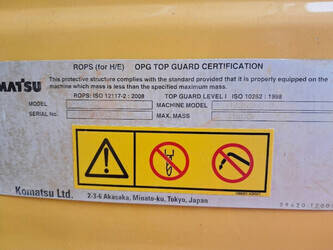 ROPS (for H/E) OPG TOP GUARD CERTIFICATION
OMATSU
This protective structure complies with the standard provided that it is properly equipped on the
machine which mass is less than the specified maximum mass.
ROPS: ISO 12117-2 : 2008 TOP GUARD LEVEL I ISO 10262 : 1998
MODEL MACHINE MODEL
SERIAL No. MAX. MASS
Komatsu Ltd.
2-3-6 Akasaka, Minato-ku, Tokyo, Japan